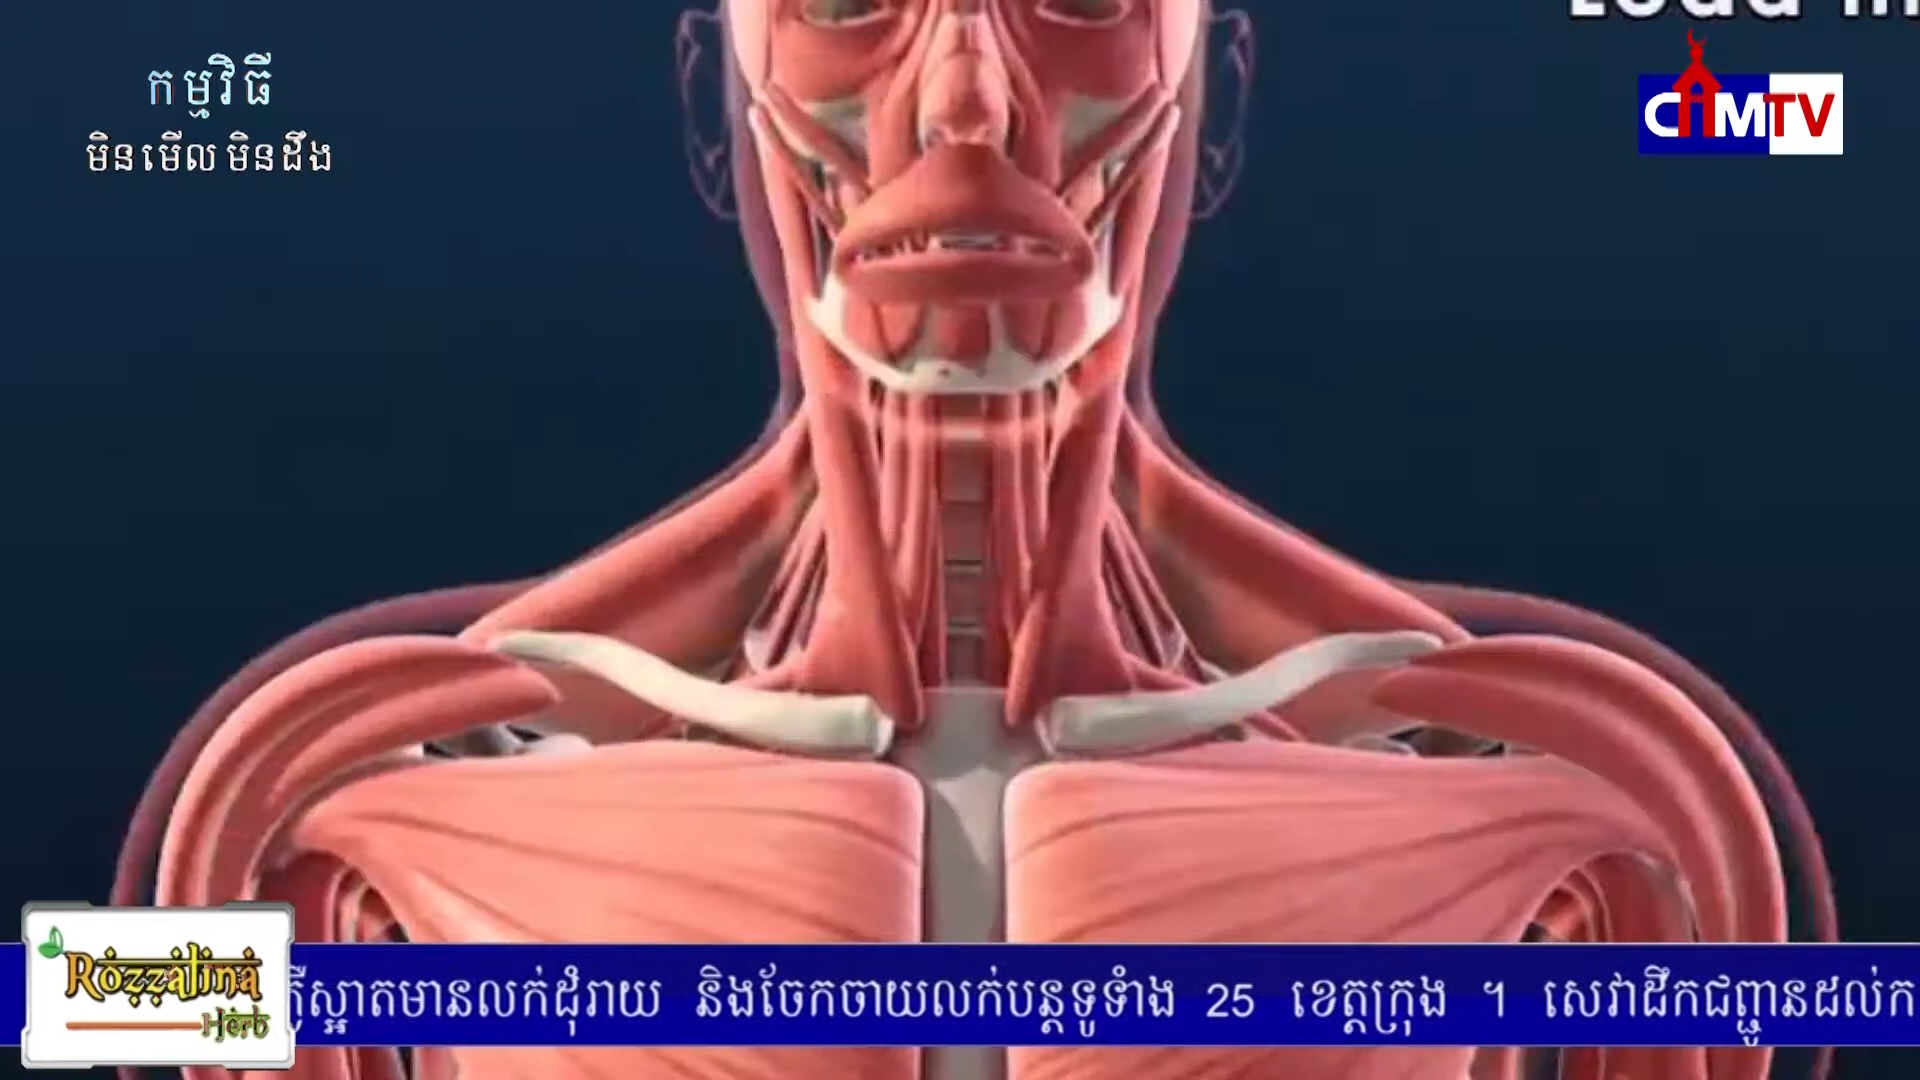 កម្មវិធី
មិនមើល មិនដឹង
CAMTV
Rozzalina
Herb
ស្អាតមានលក់ដុំរាយ និងចែកចាយលក់បន្តទូទាំង 25 ខេត្តក្រុង ។ សេវាដឹកជញ្ជូនដល់